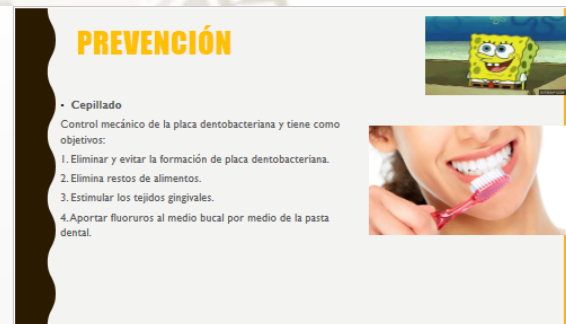 PREVENCIÓN
• Cepillado
Control mecánico de la placa dentobacteriana y tiene como
objetivos:
1. Eliminar y evitar la formación de placa dentobacteriana.
2. Elimina restos de alimentos.
3. Estimular los tejidos gingivales.
4. Aportar fluoruros al medio bucal por medio de la pasta
dental.